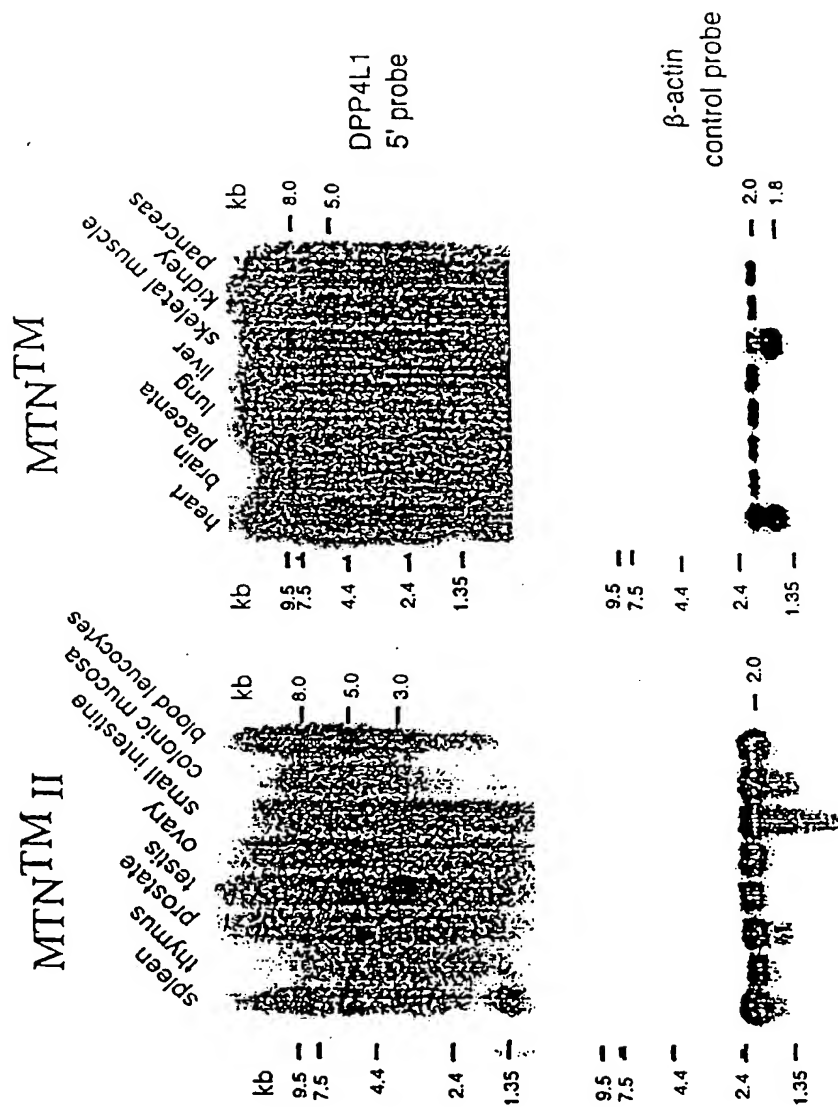 MTN™ II
spleen
thymus
prostate
testis
ovary
small intestine
colonic mucosa
blood leucocytes
kb
kb
9.5
7.5
4.4
2.4
1.35
8.0
5.0
3.0
9.5
7.5
4.4
2.4
1.35
2.0
MTN™
heart
brain
placenta
lung
liver
skeletal muscle
kidney
pancreas
kb
kb
9.5
7.5
4.4
2.4
1.35
8.0
5.0
DPP4L1
5' probe
9.5
7.5
4.4
2.4
1.35
2.0
1.8
β-actin
control probe